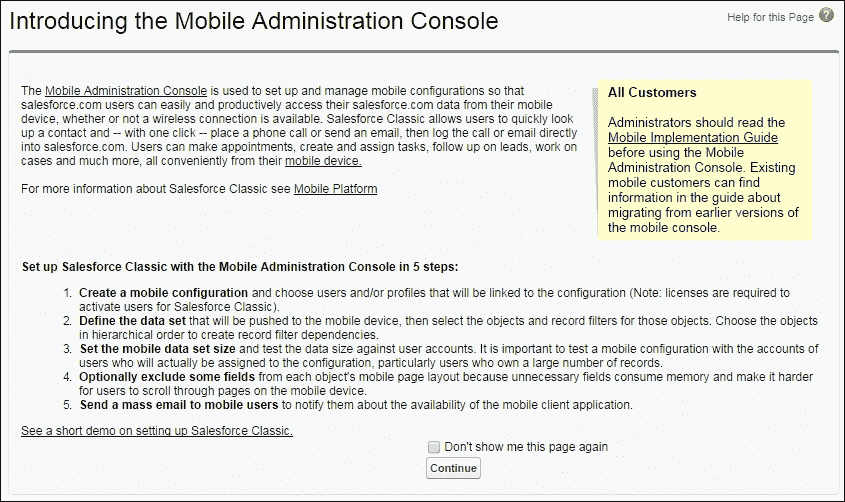 Introducing the Mobile Administration Console
Help for this Page ?
The Mobile Administration Console is used to set up and manage mobile configurations so that
salesforce.com users can easily and productively access their salesforce.com data from their mobile
device, whether or not a wireless connection is available. Salesforce Classic allows users to quickly look
up a contact and -- with one click -- place a phone call or send an email, then log the call or email directly
into salesforce.com. Users can make appointments, create and assign tasks, follow up on leads, work on
cases and much more, all conveniently from their mobile device.
For more information about Salesforce Classic see Mobile Platform
All Customers
Administrators should read the
Mobile Implementation Guide
before using the Mobile
Administration Console. Existing
mobile customers can find
information in the guide about
migrating from earlier versions of
the mobile console.
Set up Salesforce Classic with the Mobile Administration Console in 5 steps:
1. Create a mobile configuration and choose users and/or profiles that will be linked to the configuration (Note: licenses are required to
activate users for Salesforce Classic).
2. Define the data set that will be pushed to the mobile device, then select the objects and record filters for those objects. Choose the objects
in hierarchical order to create record filter dependencies.
3. Set the mobile data set size and test the data size against user accounts. It is important to test a mobile configuration with the accounts of
users who will actually be assigned to the configuration, particularly users who own a large number of records.
4. Optionally exclude some fields from each object's mobile page layout because unnecessary fields consume memory and make it harder
for users to scroll through pages on the mobile device.
5. Send a mass email to mobile users to notify them about the availability of the mobile client application.
See a short demo on setting up Salesforce Classic.
Don't show me this page again
Continue